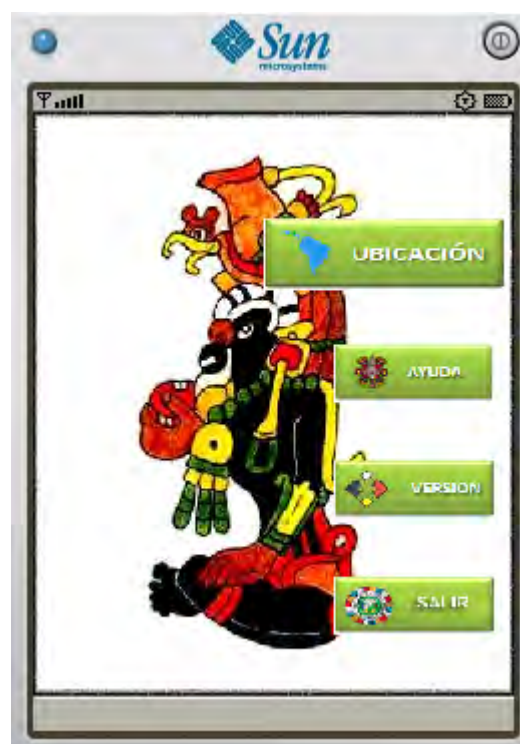 Sun
microsystems
UBICACIÓN
AYUDA
VERSION
SALIR